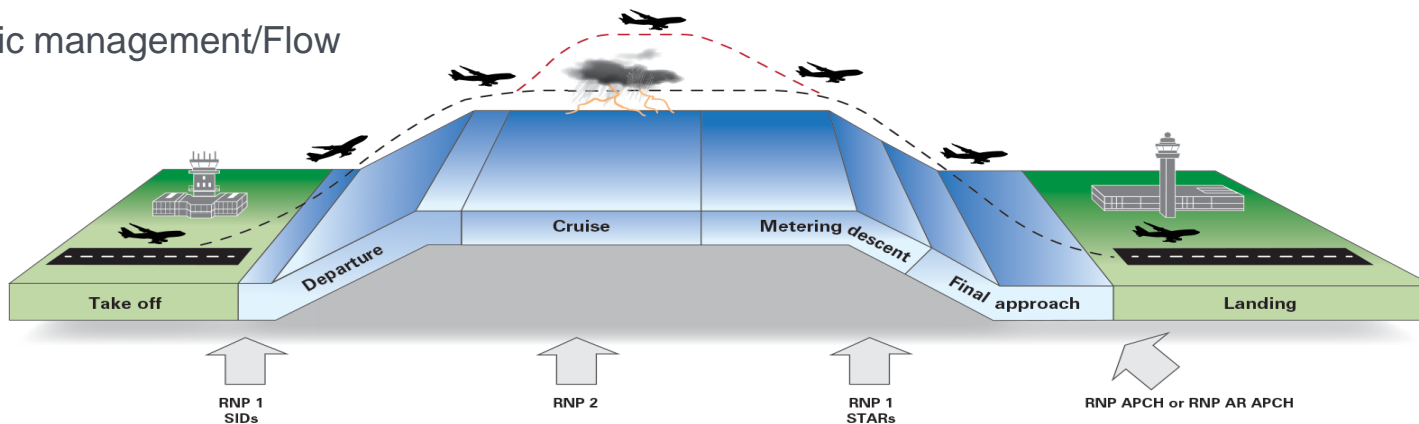 ic management/Flow
Take off
Departure
Cruise
Metering descent
Final approach
Landing
RNP 1
SIDs
RNP 2
RNP 1
STARs
RNP APCH or RNP AR APCH